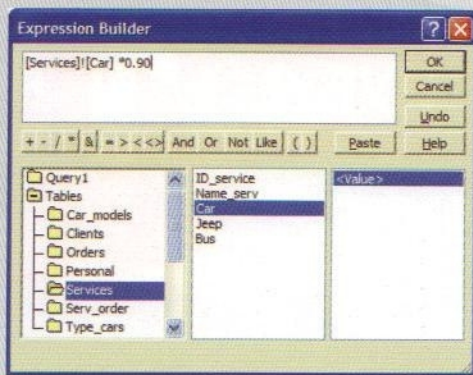 Expression Builder
[Services]![Car] *0.90
OK
Cancel
Undo
Help
+ - / * & = > < <> And Or Not Like ( ) Paste
Query1
Tables
Car_models
Clients
Orders
Personal
Services
Serv_order
Type_cars
ID_service
Name_serv
Car
Jeep
Bus
<Value>